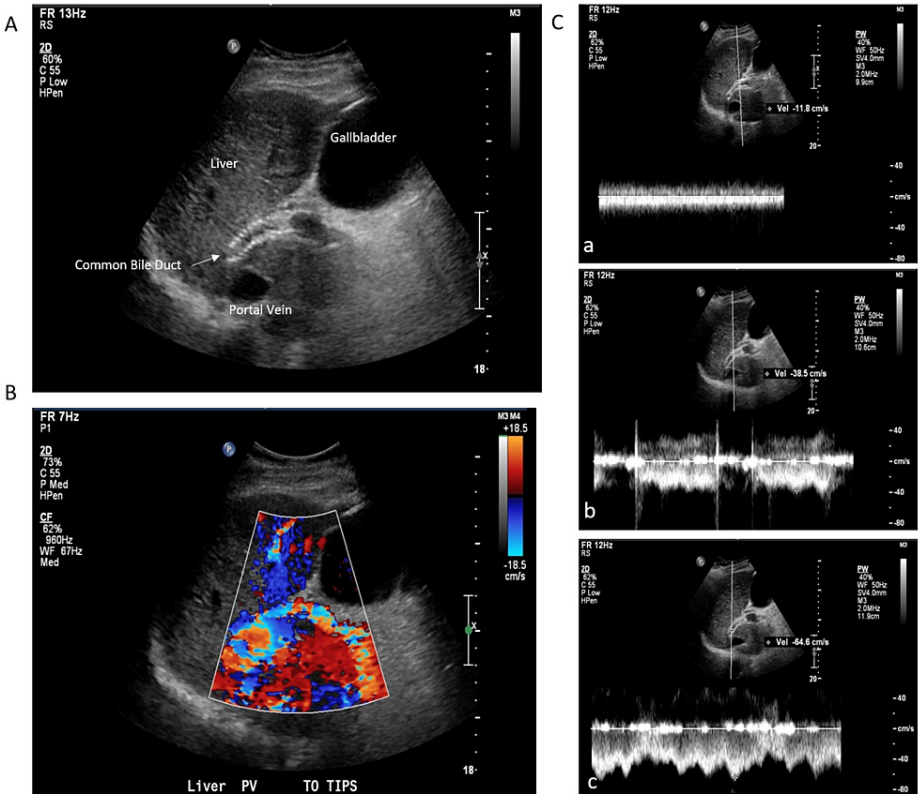 A
FR 13Hz
RS
M3
P
2D
60%
C 55
P Low
HPen
Gallbladder
Liver
Common Bile Duct
Portal Vein
x
18
B
FR 7Hz
P1
M3 M4
+18.5
P
2D
73%
C 55
P Med
HPen
CF
62%
960Hz
WF 67Hz
Med
-18.5
cm/s
x
18
Liver PV TO TIPS
C
FR 12Hz
RS
M3
P
2D
62%
C 55
P Low
HPen
PW
40%
WF 50Hz
SV4.0mm
M3
2.0MHz
9.9cm
x
Vel -11.8 cm/s
20
-40
cm/s
-40
-80
a
FR 12Hz
RS
M3
P
2D
62%
C 55
P Low
HPen
PW
40%
WF 50Hz
SV4.0mm
M3
2.0MHz
10.6cm
Vel -38.5 cm/s
20
40
cm/s
-40
-80
b
FR 12Hz
RS
M3
P
2D
62%
C 55
P Low
HPen
PW
40%
WF 50Hz
SV4.0mm
M3
2.0MHz
11.9cm
Vel -64.6 cm/s
20
40
cm/s
-40
-80
c